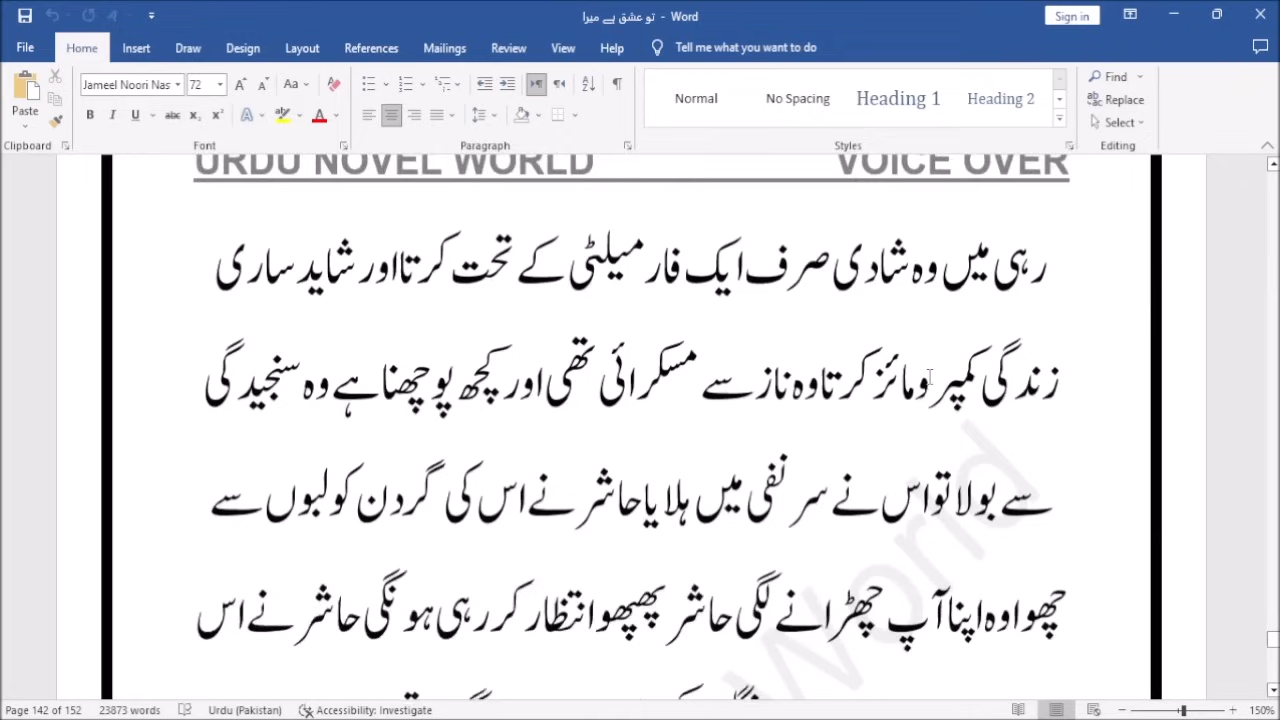 تو عشق ہے میرا - Word
Sign in
File Home Insert Draw Design Layout References Mailings Review View Help Tell me what you want to do
Paste
Clipboard
Jameel Noori Nas 72
Font
Paragraph
Normal No Spacing Heading 1 Heading 2
Styles
Find
Replace
Select
Editing
URDU NOVEL WORLD VOICE OVER
رہی میں وہ شادی صرف ایک فار میلٹی کے تحت کرتا اور شاید ساری
زندگی کمپرومائز کرتا وہ ناز سے مسکرائی تھی اور کچھ پوچھنا ہے وہ سنجیدگی
سے بولا تو اس نے سر نفی میں ہلایا حاشر نے اس کی گردن کو لبوں سے
چھوا وہ اپنا آپ چھڑانے لگی حاشر پھپھو انتظار کر رہی ہونگی حاشر نے اس
World
Page 142 of 152 23873 words Urdu (Pakistan) Accessibility: Investigate 150%